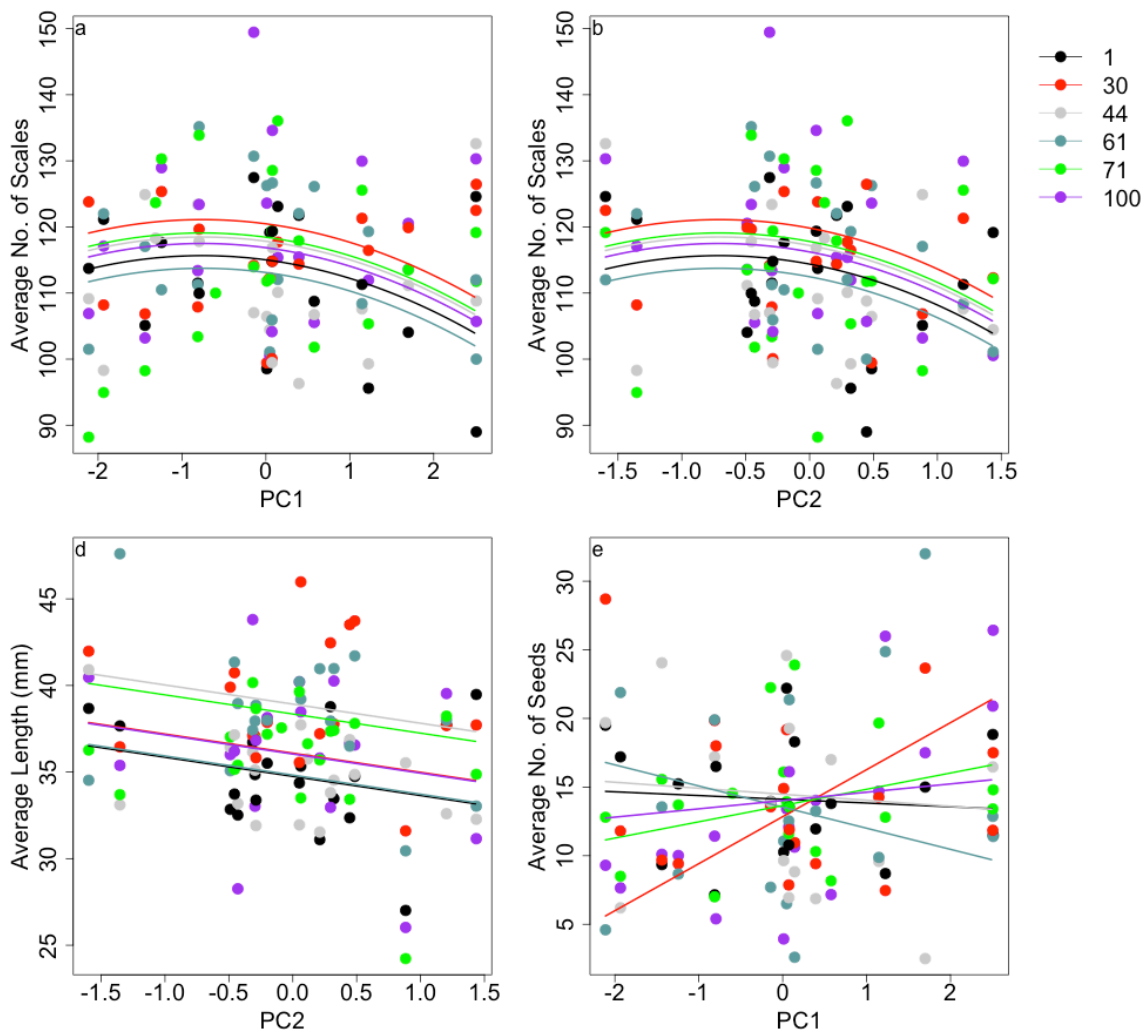 a
Average No. of Scales
150
140
130
120
110
100
90
-2 -1 0 1 2
PC1
b
Average No. of Scales
150
140
130
120
110
100
90
-1.5 -0.5 0.0 0.5 1.0 1.5
PC2
1
30
44
61
71
100
d
Average Length (mm)
45
40
35
30
25
-1.5 -1.0 -0.5 0.0 0.5 1.0 1.5
PC2
e
Average No. of Seeds
30
25
20
15
10
5
-2 -1 0 1 2
PC1